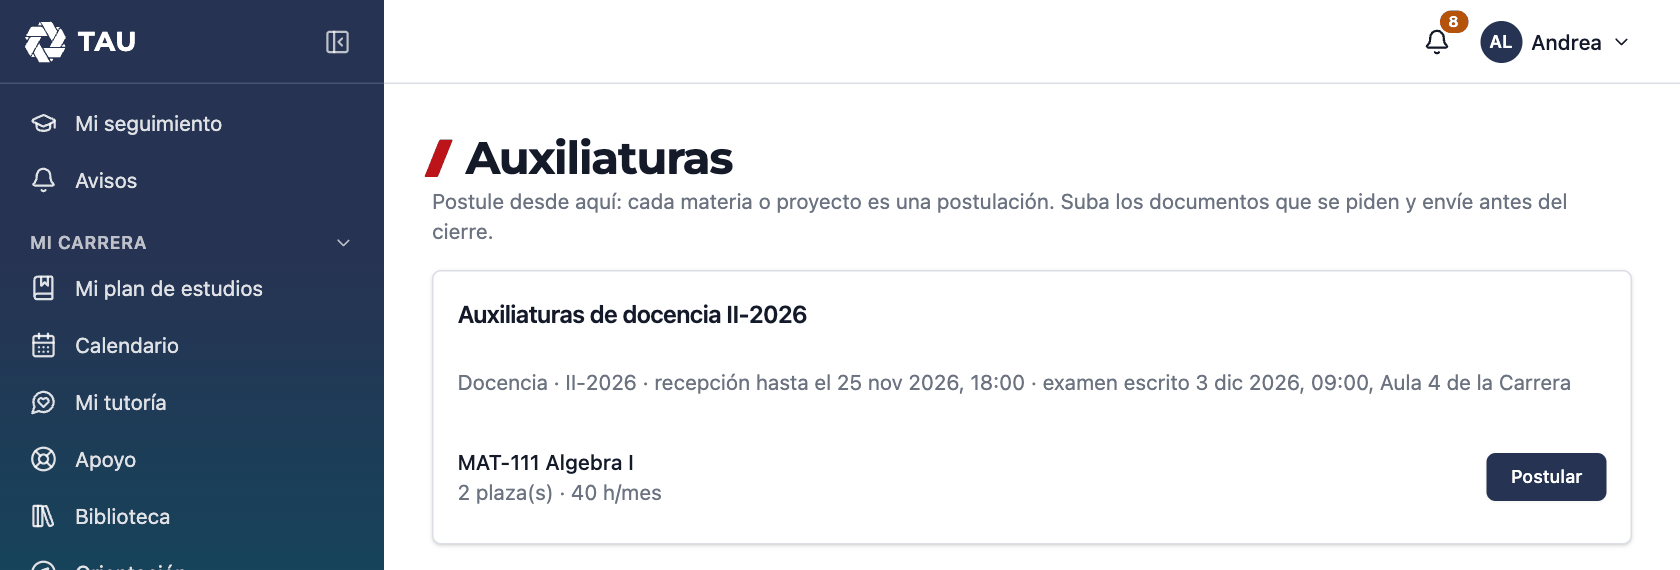 TAU
8
AL
Andrea
Mi seguimiento
Avisos
MI CARRERA
Mi plan de estudios
Calendario
Mi tutoría
Apoyo
Biblioteca
Orientación
Auxiliaturas
Postule desde aquí: cada materia o proyecto es una postulación. Suba los documentos que se piden y envíe antes del
cierre.
Auxiliaturas de docencia II-2026
Docencia · II-2026 · recepción hasta el 25 nov 2026, 18:00 · examen escrito 3 dic 2026, 09:00, Aula 4 de la Carrera
MAT-111 Algebra I
2 plaza(s) · 40 h/mes
Postular